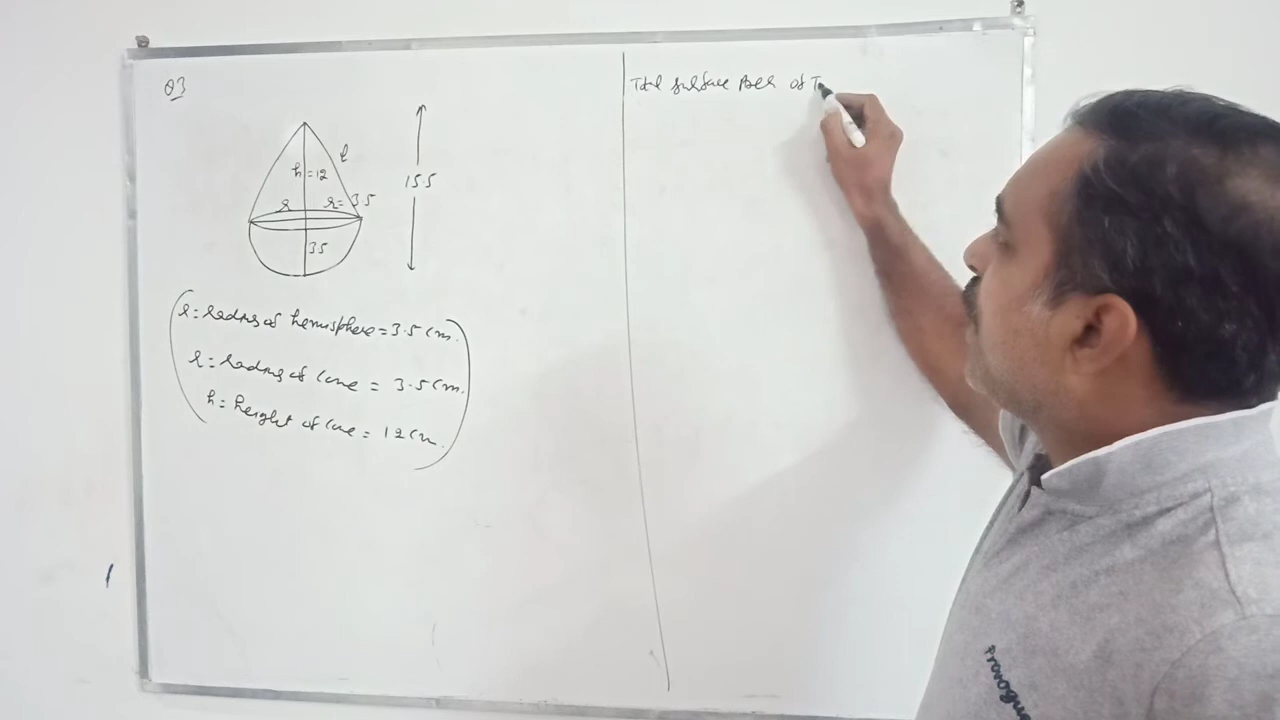 Q3
l
h = 12
15.5
r
r = 3.5
3.5
r = radius of hemisphere = 3.5 cm.
r = radius of cone = 3.5 cm.
h = height of cone = 12 cm.
Total surface Area of T